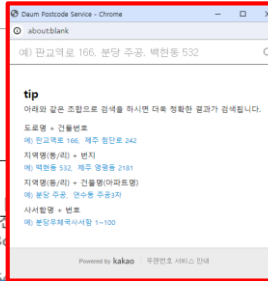 Daum Postcode Service - Chrome
about:blank
예) 판교역로 166, 분당 주공, 백현동 532
tip
아래와 같은 조합으로 검색을 하시면 더욱 정확한 결과가 검색됩니다.
도로명 + 건물번호
예) 판교역로 166, 제주 첨단로 242
지역명(동/리) + 번지
예) 백현동 532, 제주 영평동 2181
지역명(동/리) + 건물명(아파트명)
예) 분당 주공, 연수동 주공3차
사서함명 + 번호
예) 분당우체국사서함 1~100
Powered by kakao 우편번호 서비스 안내